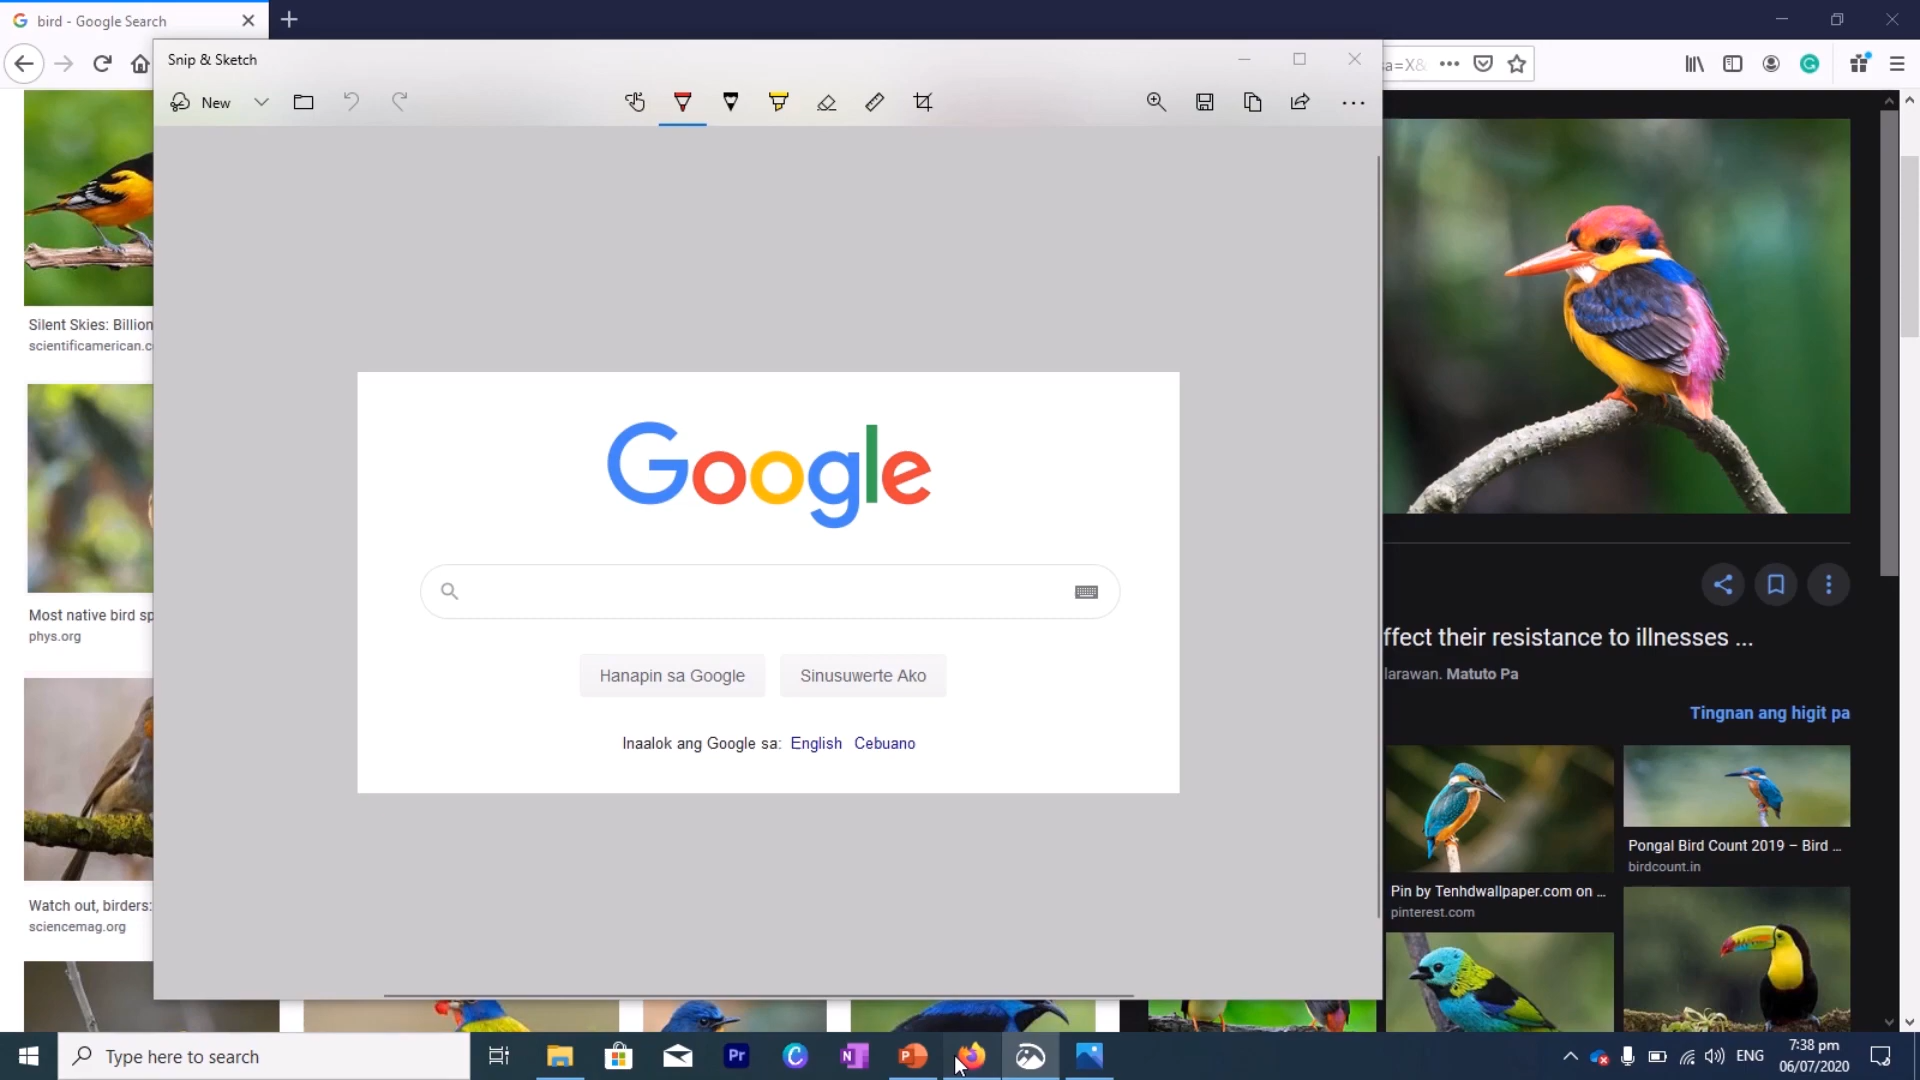 bird - Google Search
Snip & Sketch
a=X&
New
Silent Skies: Billion
scientificamerican.c
Google
Most native bird sp
phys.org
Hanapin sa Google
Sinusuwerte Ako
Inaalok ang Google sa: English Cebuano
ffect their resistance to illnesses ...
larawan. Matuto Pa
Tingnan ang higit pa
Pongal Bird Count 2019 – Bird ...
birdcount.in
Pin by Tenhdwallpaper.com on ...
pinterest.com
Watch out, birders:
sciencemag.org
Type here to search
Pr
N
P
ENG
7:38 pm
06/07/2020